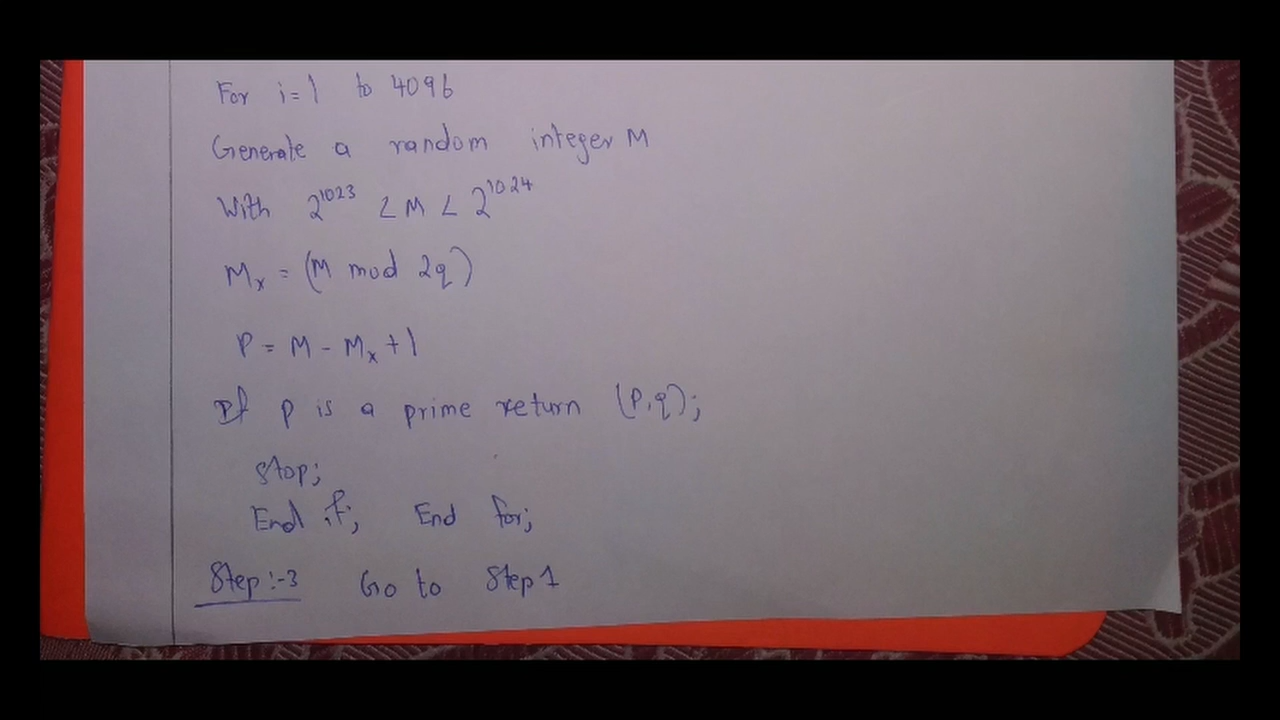 For i=1 to 4096
Generate a random integer M
With 2^1023 < M < 2^1024
Mx = (M mod 2q)
P = M - Mx + 1
If p is a prime return (p,q);
stop;
End if; End for;
Step:-3 Go to Step 1